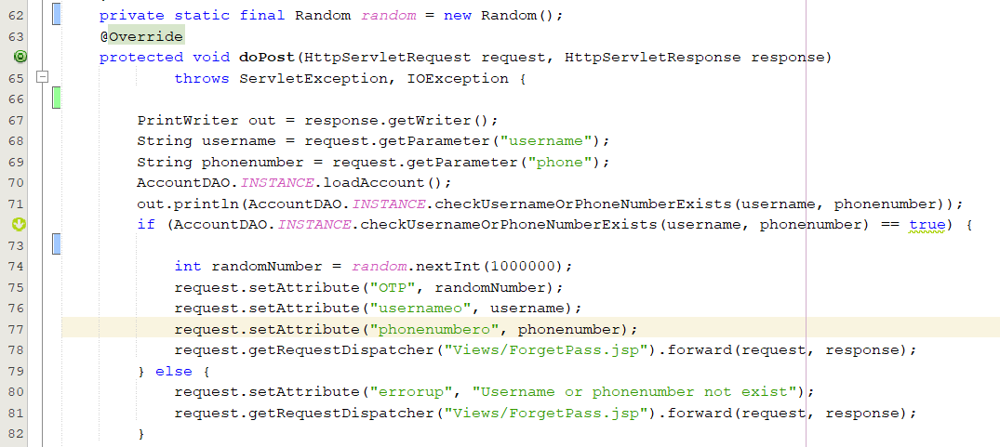 62 private static final Random random = new Random();
63 @Override
protected void doPost(HttpServletRequest request, HttpServletResponse response)
65 throws ServletException, IOException {
66
67 PrintWriter out = response.getWriter();
68 String username = request.getParameter("username");
69 String phonenumber = request.getParameter("phone");
70 AccountDAO.INSTANCE.loadAccount();
71 out.println(AccountDAO.INSTANCE.checkUsernameOrPhoneNumberExists(username, phonenumber));
if (AccountDAO.INSTANCE.checkUsernameOrPhoneNumberExists(username, phonenumber) == true) {
73
74 int randomNumber = random.nextInt(1000000);
75 request.setAttribute("OTP", randomNumber);
76 request.setAttribute("usernameo", username);
77 request.setAttribute("phonenumbero", phonenumber);
78 request.getRequestDispatcher("Views/ForgetPass.jsp").forward(request, response);
79 } else {
80 request.setAttribute("errorup", "Username or phonenumber not exist");
81 request.getRequestDispatcher("Views/ForgetPass.jsp").forward(request, response);
82 }